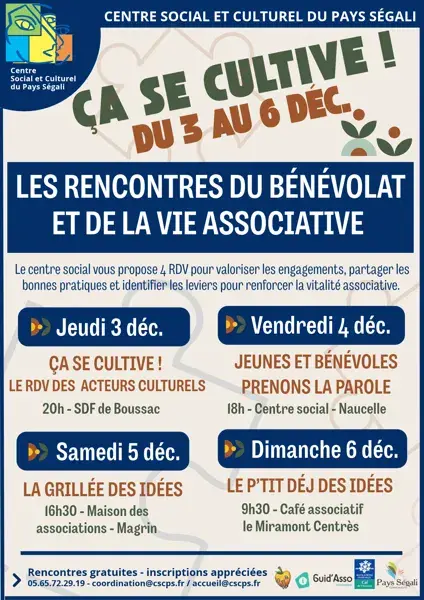 CENTRE SOCIAL ET CULTUREL DU PAYS SÉGALI
Centre
Social et Culturel
du Pays Ségali
ÇA SE CULTIVE !
DU 3 AU 6 DÉC.
LES RENCONTRES DU BÉNÉVOLAT
ET DE LA VIE ASSOCIATIVE
Le centre social vous propose 4 RDV pour valoriser les engagements, partager les
bonnes pratiques et identifier les leviers pour renforcer la vitalité associative.
Jeudi 3 déc.
ÇA SE CULTIVE !
LE RDV DES ACTEURS CULTURELS
20h - SDF de Boussac
Vendredi 4 déc.
JEUNES ET BÉNÉVOLES
PRENONS LA PAROLE
18h - Centre social - Naucelle
Samedi 5 déc.
LA GRILLÉE DES IDÉES
16h30 - Maison des
associations - Magrin
Dimanche 6 déc.
LE P'TIT DÉJ DES IDÉES
9h30 - Café associatif
le Miramont Centrès
Rencontres gratuites - inscriptions appréciées
05.65.72.29.19 - coordination@cscps.fr / accueil@cscps.fr
Guid'Asso
Pays Ségali